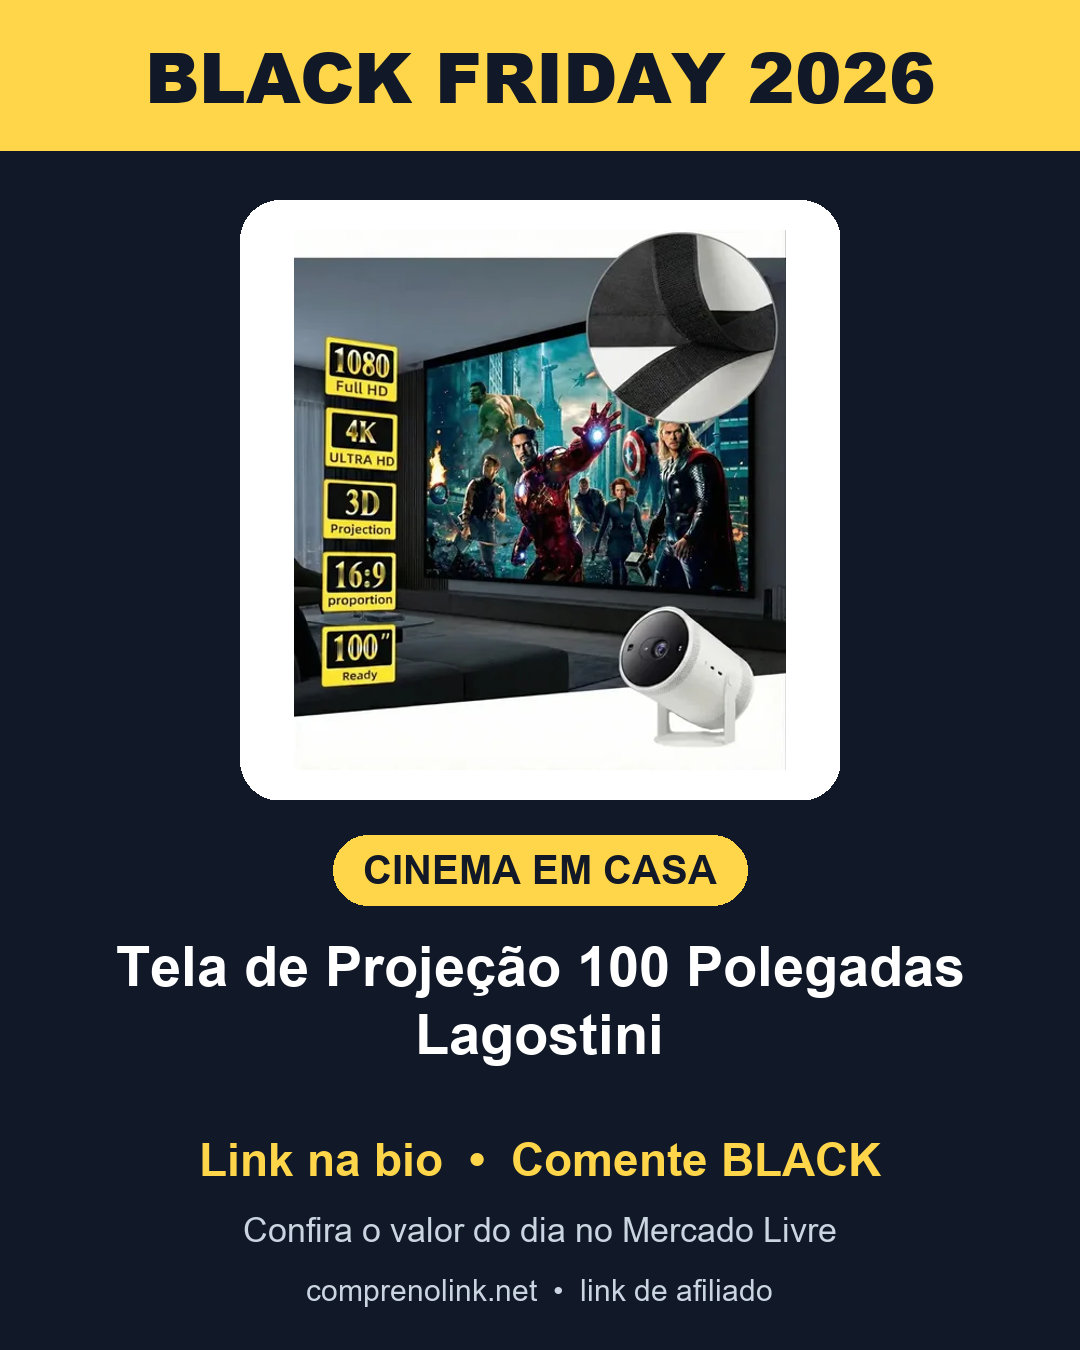 BLACK FRIDAY 2026
1080
Full HD
4K
ULTRA HD
3D
Projection
16:9
proportion
100"
Ready
CINEMA EM CASA
Tela de Projeção 100 Polegadas
Lagostini
Link na bio • Comente BLACK
Confira o valor do dia no Mercado Livre
comprenolink.net • link de afiliado